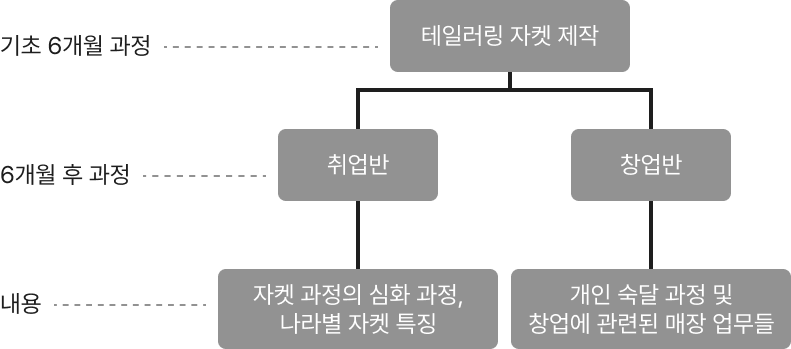 기초 6개월 과정
테일러링 자켓 제작
6개월 후 과정
취업반
창업반
내용
자켓 과정의 심화 과정,
나라별 자켓 특징
개인 숙달 과정 및
창업에 관련된 매장 업무들